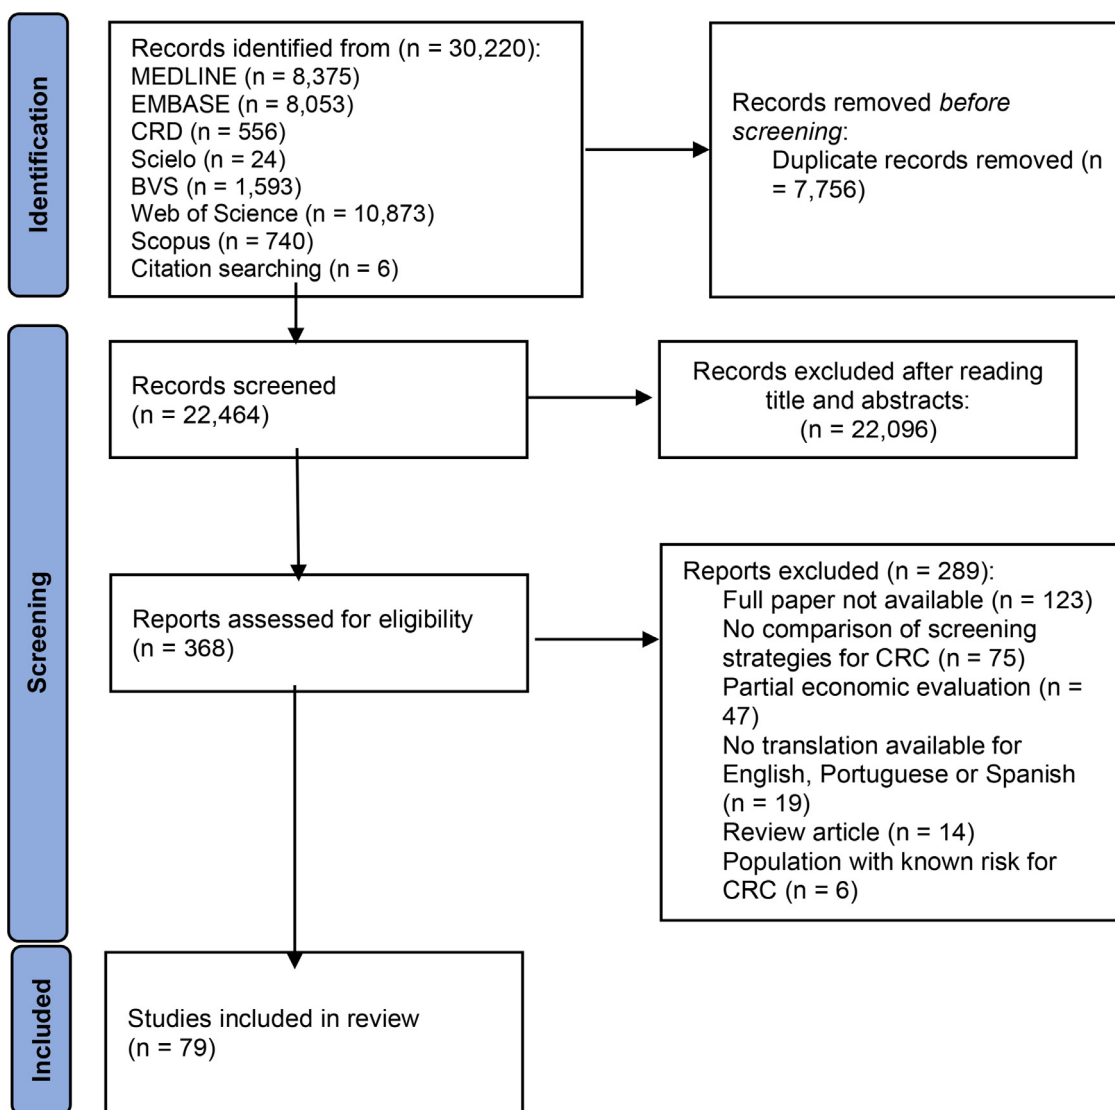 Identification
Records identified from (n = 30,220):
MEDLINE (n = 8,375)
EMBASE (n = 8,053)
CRD (n = 556)
Scielo (n = 24)
BVS (n = 1,593)
Web of Science (n = 10,873)
Scopus (n = 740)
Citation searching (n = 6)
Records removed before
screening:
Duplicate records removed (n
= 7,756)
Screening
Records screened
(n = 22,464)
Records excluded after reading
title and abstracts:
(n = 22,096)
Reports assessed for eligibility
(n = 368)
Reports excluded (n = 289):
Full paper not available (n = 123)
No comparison of screening
strategies for CRC (n = 75)
Partial economic evaluation (n =
47)
No translation available for
English, Portuguese or Spanish
(n = 19)
Review article (n = 14)
Population with known risk for
CRC (n = 6)
Included
Studies included in review
(n = 79)